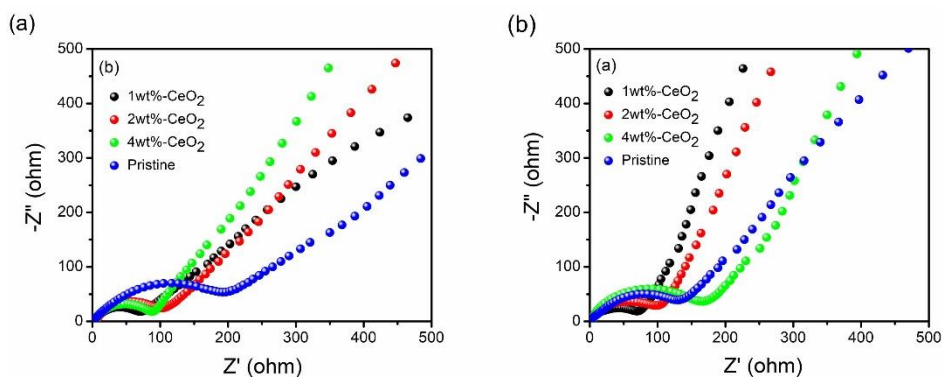 (a)
(b)
500
400
300
200
100
0
-Z'' (ohm)
(b)
1wt%-CeO₂
2wt%-CeO₂
4wt%-CeO₂
Pristine
0 100 200 300 400 500
Z' (ohm)
500
400
300
200
100
0
-Z'' (ohm)
(a)
1wt%-CeO₂
2wt%-CeO₂
4wt%-CeO₂
Pristine
0 100 200 300 400 500
Z' (ohm)